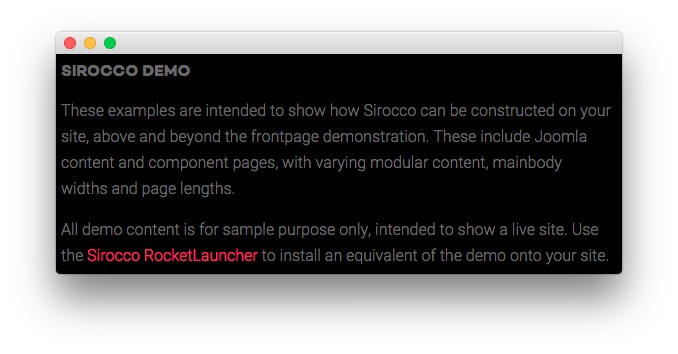 SIROCCO DEMO
These examples are intended to show how Sirocco can be constructed on your
site, above and beyond the frontpage demonstration. These include Joomla
content and component pages, with varying modular content, mainbody
widths and page lengths.
All demo content is for sample purpose only, intended to show a live site. Use
the Sirocco RocketLauncher to install an equivalent of the demo onto your site.